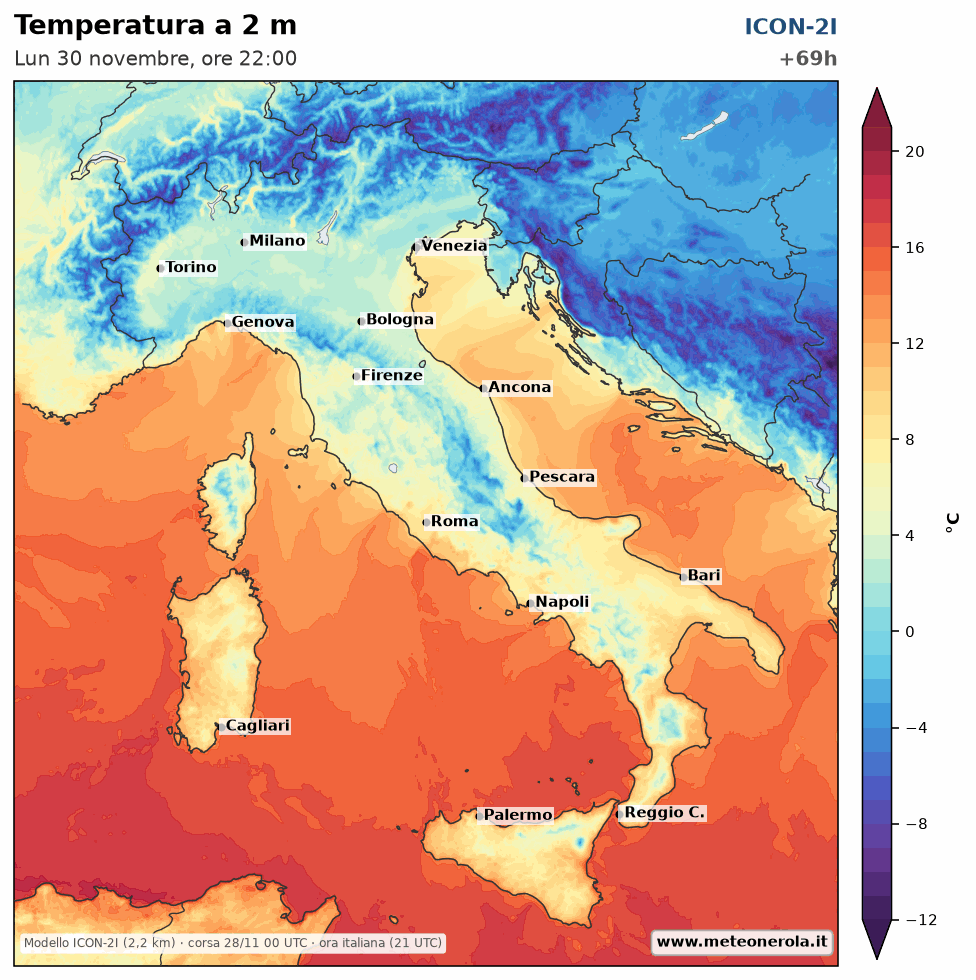 Temperatura a 2 m
ICON-2I
Lun 30 novembre, ore 22:00
+69h
20
16
12
8
4
0
−4
−8
−12
°C
Milano
Venezia
Torino
Genova
Bologna
Firenze
Ancona
Pescara
Roma
Bari
Napoli
Cagliari
Palermo
Reggio C.
Modello ICON-2I (2,2 km) · corsa 28/11 00 UTC · ora italiana (21 UTC)
www.meteonerola.it